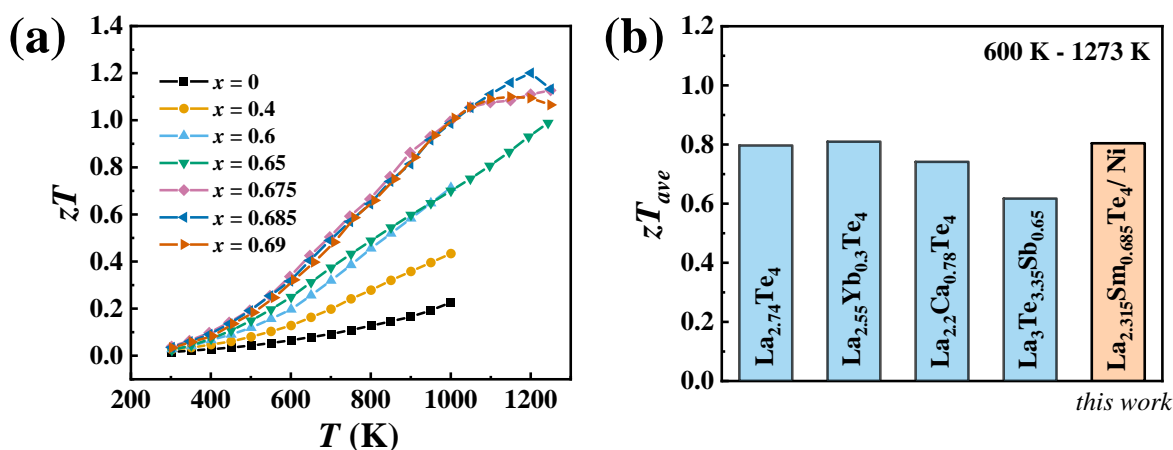 (a)
1.4
1.2
1.0
0.8
0.6
0.4
0.2
0.0
zT
x = 0
x = 0.4
x = 0.6
x = 0.65
x = 0.675
x = 0.685
x = 0.69
200 400 600 800 1000 1200
T (K)
(b)
1.2
1.0
0.8
0.6
0.4
0.2
0.0
zT_ave
600 K - 1273 K
La2.74Te4
La2.55Yb0.3Te4
La2.2Ca0.78Te4
La3Te3.35Sb0.65
La2.315Sm0.685Te4/ Ni
this work